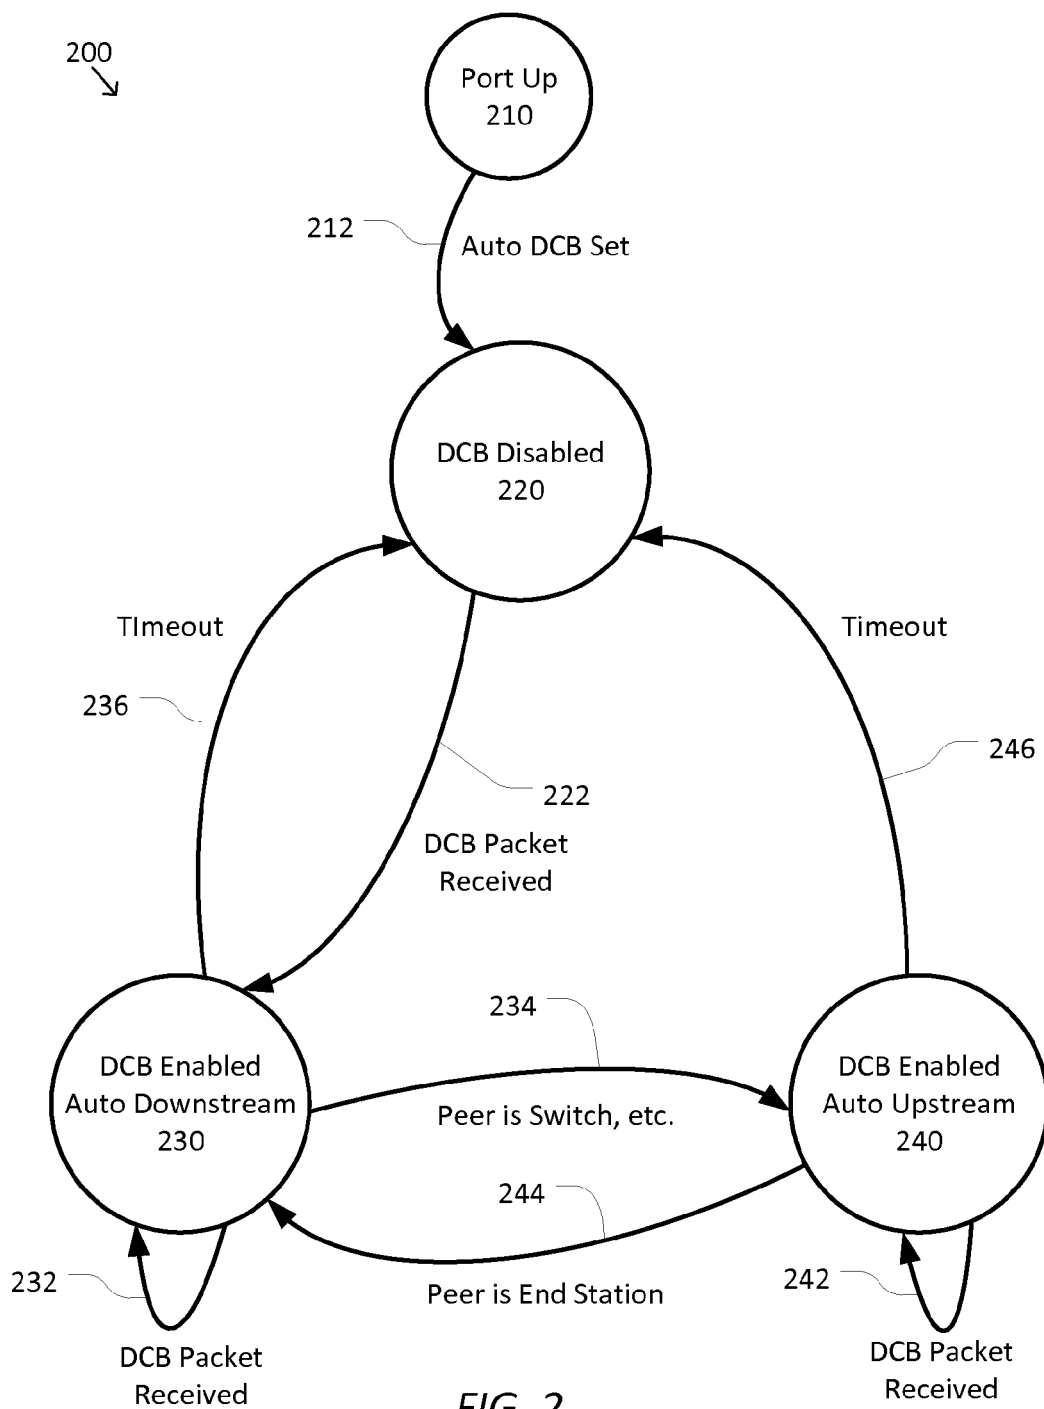 200
Port Up
210
212
Auto DCB Set
DCB Disabled
220
TImeout
Timeout
236
246
222
DCB Packet
Received
234
DCB Enabled
Auto Downstream
230
DCB Enabled
Auto Upstream
240
Peer is Switch, etc.
244
232
Peer is End Station
242
DCB Packet
Received
DCB Packet
Received
FIG. 2